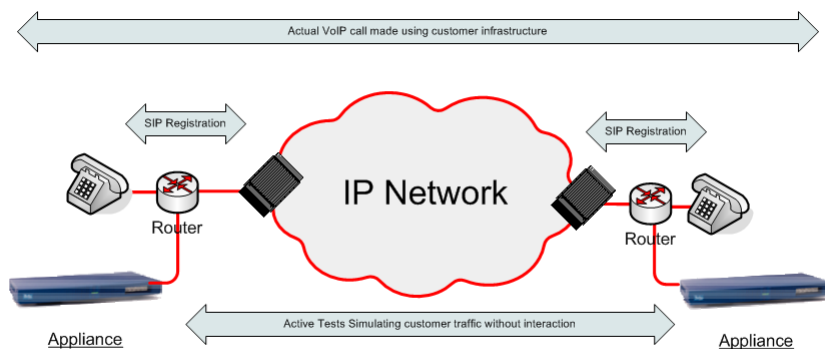 Actual VoIP call made using customer infrastructure
SIP Registration
SIP Registration
IP Network
Router
Router
Active Tests Simulating customer traffic without interaction
Appliance
Appliance